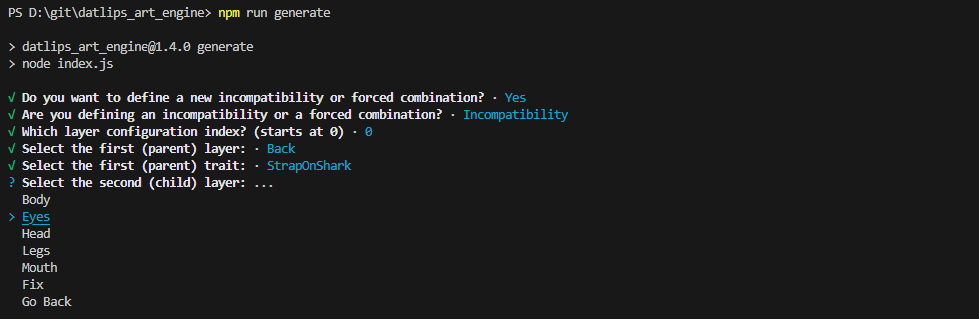 PS D:\git\datlips_art_engine> npm run generate
> datlips_art_engine@1.4.0 generate
> node index.js
√ Do you want to define a new incompatibility or forced combination? · Yes
√ Are you defining an incompatibility or a forced combination? · Incompatibility
√ Which layer configuration index? (starts at 0) · 0
√ Select the first (parent) layer: · Back
√ Select the first (parent) trait: · StrapOnShark
? Select the second (child) layer: ...
Body
> Eyes
Head
Legs
Mouth
Fix
Go Back